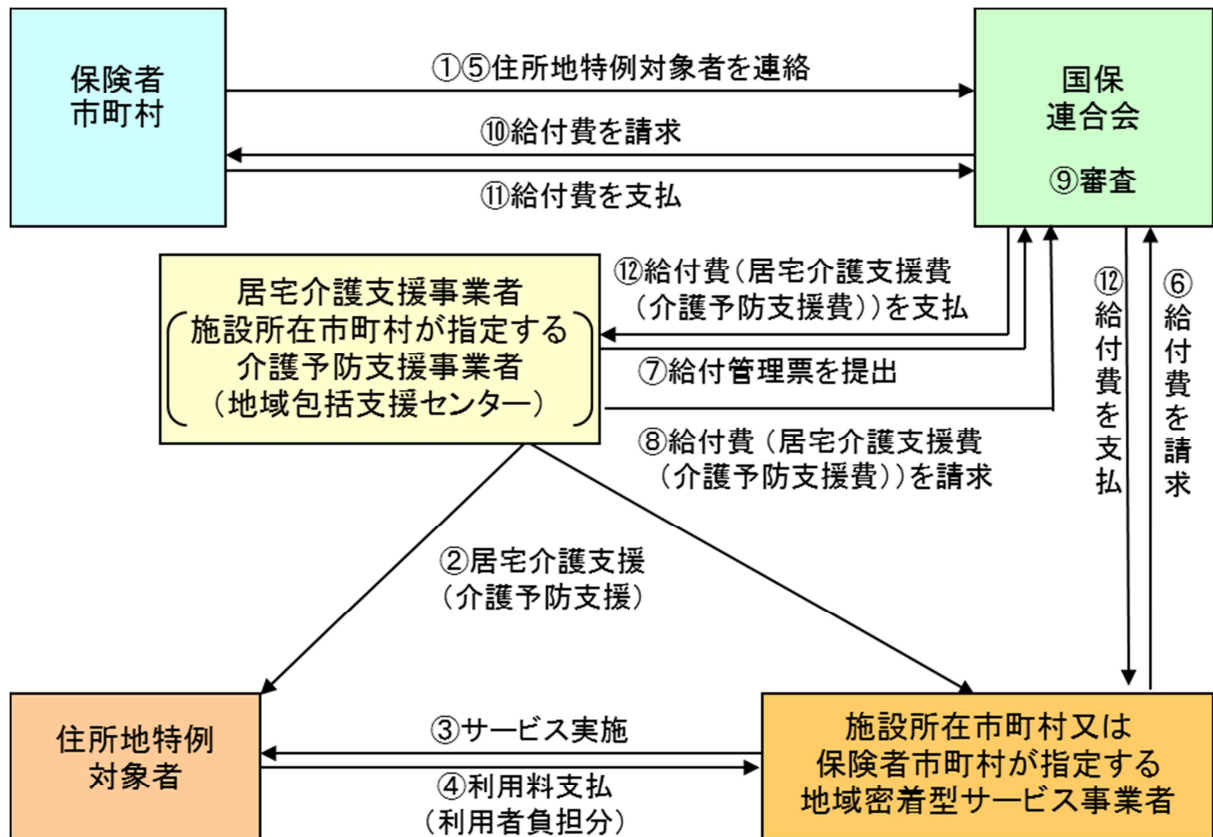 保険者
市町村
①⑤住所地特例対象者を連絡
国保
連合会
⑨審査
⑩給付費を請求
⑪給付費を支払
居宅介護支援事業者
施設所在市町村が指定する
介護予防支援事業者
(地域包括支援センター)
⑫給付費(居宅介護支援費
(介護予防支援費))を支払
⑦給付管理票を提出
⑧給付費(居宅介護支援費
(介護予防支援費))を請求
⑫給付費を支払
⑥給付費を請求
②居宅介護支援
(介護予防支援)
住所地特例
対象者
③サービス実施
④利用料支払
(利用者負担分)
施設所在市町村又は
保険者市町村が指定する
地域密着型サービス事業者